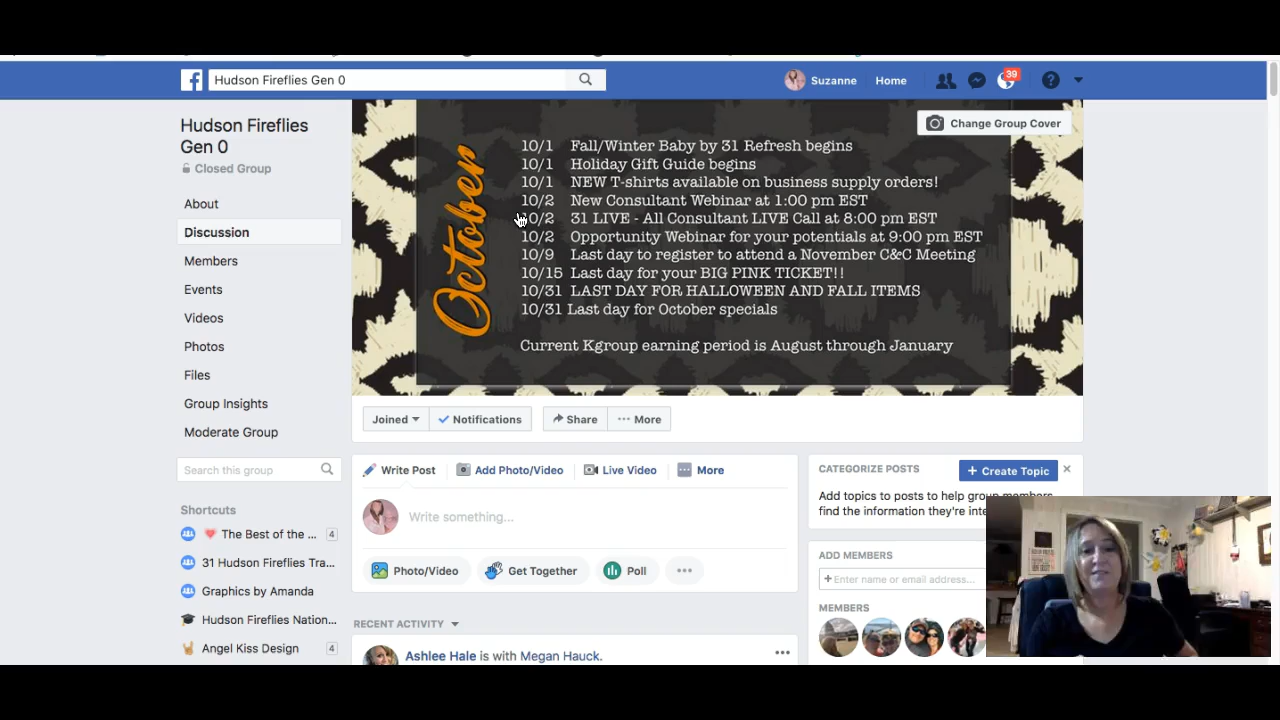 Hudson Fireflies Gen 0
Suzanne
Home
39
Hudson Fireflies
Gen 0
Closed Group
About
Discussion
Members
Events
Videos
Photos
Files
Group Insights
Moderate Group
Search this group
Shortcuts
The Best of the ... 4
31 Hudson Fireflies Tra...
Graphics by Amanda
Hudson Fireflies Nation...
Angel Kiss Design 4
Change Group Cover
October
10/1 Fall/Winter Baby by 31 Refresh begins
10/1 Holiday Gift Guide begins
10/1 NEW T-shirts available on business supply orders!
10/2 New Consultant Webinar at 1:00 pm EST
10/2 31 LIVE - All Consultant LIVE Call at 8:00 pm EST
10/2 Opportunity Webinar for your potentials at 9:00 pm EST
10/9 Last day to register to attend a November C&C Meeting
10/15 Last day for your BIG PINK TICKET!!
10/31 LAST DAY FOR HALLOWEEN AND FALL ITEMS
10/31 Last day for October specials
Current Kgroup earning period is August through January
Joined
Notifications
Share
More
Write Post
Add Photo/Video
Live Video
More
Write something...
Photo/Video
Get Together
Poll
RECENT ACTIVITY
Ashlee Hale is with Megan Hauck.
CATEGORIZE POSTS
+ Create Topic
Add topics to posts to help group members
find the information they're
ADD MEMBERS
+ Enter name or email address...
MEMBERS